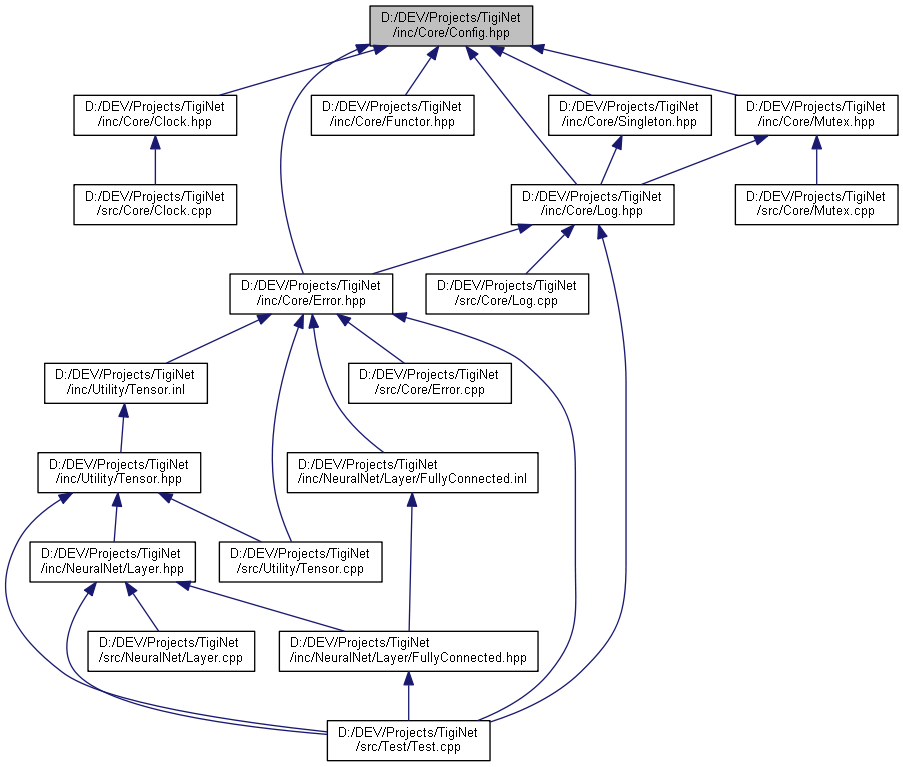 D:/DEV/Projects/TigiNet
/inc/Core/Config.hpp
D:/DEV/Projects/TigiNet
/inc/Core/Clock.hpp
D:/DEV/Projects/TigiNet
/inc/Core/Functor.hpp
D:/DEV/Projects/TigiNet
/inc/Core/Singleton.hpp
D:/DEV/Projects/TigiNet
/inc/Core/Mutex.hpp
D:/DEV/Projects/TigiNet
/src/Core/Clock.cpp
D:/DEV/Projects/TigiNet
/inc/Core/Log.hpp
D:/DEV/Projects/TigiNet
/src/Core/Mutex.cpp
D:/DEV/Projects/TigiNet
/inc/Core/Error.hpp
D:/DEV/Projects/TigiNet
/src/Core/Log.cpp
D:/DEV/Projects/TigiNet
/inc/Utility/Tensor.inl
D:/DEV/Projects/TigiNet
/src/Core/Error.cpp
D:/DEV/Projects/TigiNet
/inc/Utility/Tensor.hpp
D:/DEV/Projects/TigiNet
/inc/NeuralNet/Layer/FullyConnected.inl
D:/DEV/Projects/TigiNet
/inc/NeuralNet/Layer.hpp
D:/DEV/Projects/TigiNet
/src/Utility/Tensor.cpp
D:/DEV/Projects/TigiNet
/src/NeuralNet/Layer.cpp
D:/DEV/Projects/TigiNet
/inc/NeuralNet/Layer/FullyConnected.hpp
D:/DEV/Projects/TigiNet
/src/Test/Test.cpp